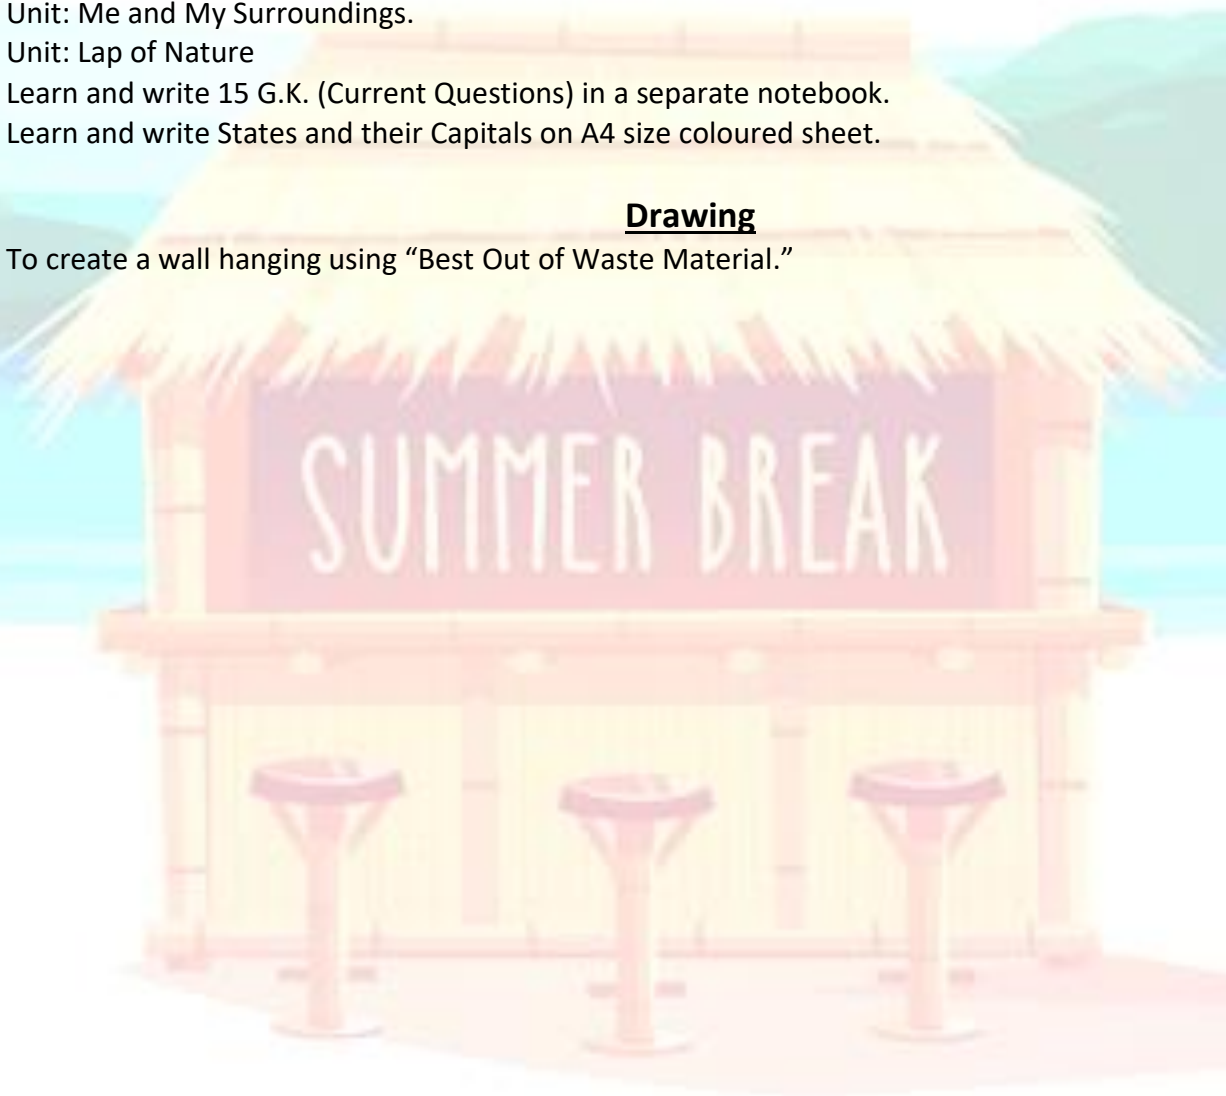 Unit: Me and My Surroundings.
Unit: Lap of Nature
Learn and write 15 G.K. (Current Questions) in a separate notebook.
Learn and write States and their Capitals on A4 size coloured sheet.
Drawing
To create a wall hanging using “Best Out of Waste Material.”
SUMMER BREAK